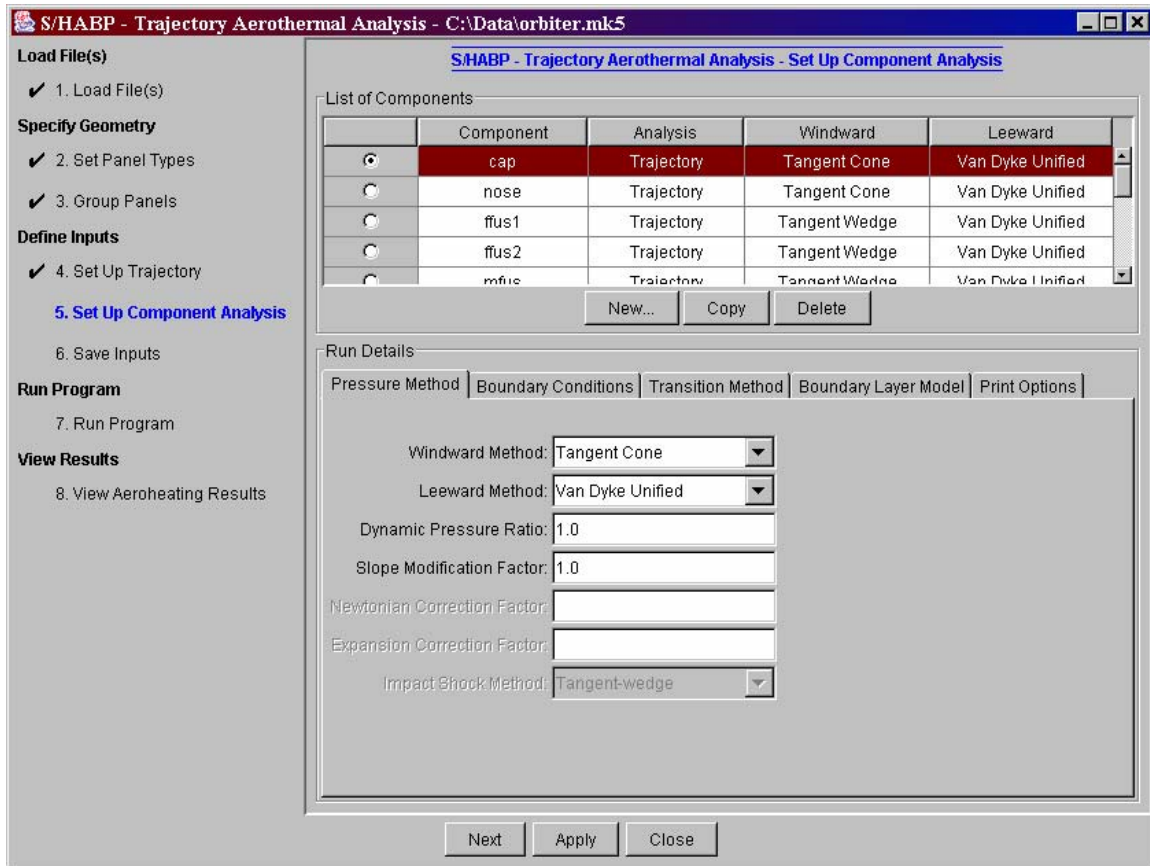 S/HABP - Trajectory Aerothermal Analysis - C:\Data\orbiter.mk5
Load File(s)
✔ 1. Load File(s)
Specify Geometry
✔ 2. Set Panel Types
✔ 3. Group Panels
Define Inputs
✔ 4. Set Up Trajectory
5. Set Up Component Analysis
6. Save Inputs
Run Program
7. Run Program
View Results
8. View Aeroheating Results
S/HABP - Trajectory Aerothermal Analysis - Set Up Component Analysis
List of Components
Component Analysis Windward Leeward
cap Trajectory Tangent Cone Van Dyke Unified
nose Trajectory Tangent Cone Van Dyke Unified
ffus1 Trajectory Tangent Wedge Van Dyke Unified
ffus2 Trajectory Tangent Wedge Van Dyke Unified
mfus Trajectory Tangent Wedge Van Dyke Unified
New... Copy Delete
Run Details
Pressure Method Boundary Conditions Transition Method Boundary Layer Model Print Options
Windward Method: Tangent Cone
Leeward Method: Van Dyke Unified
Dynamic Pressure Ratio: 1.0
Slope Modification Factor: 1.0
Newtonian Correction Factor:
Expansion Correction Factor:
Impact Shock Method: Tangent-wedge
Next Apply Close